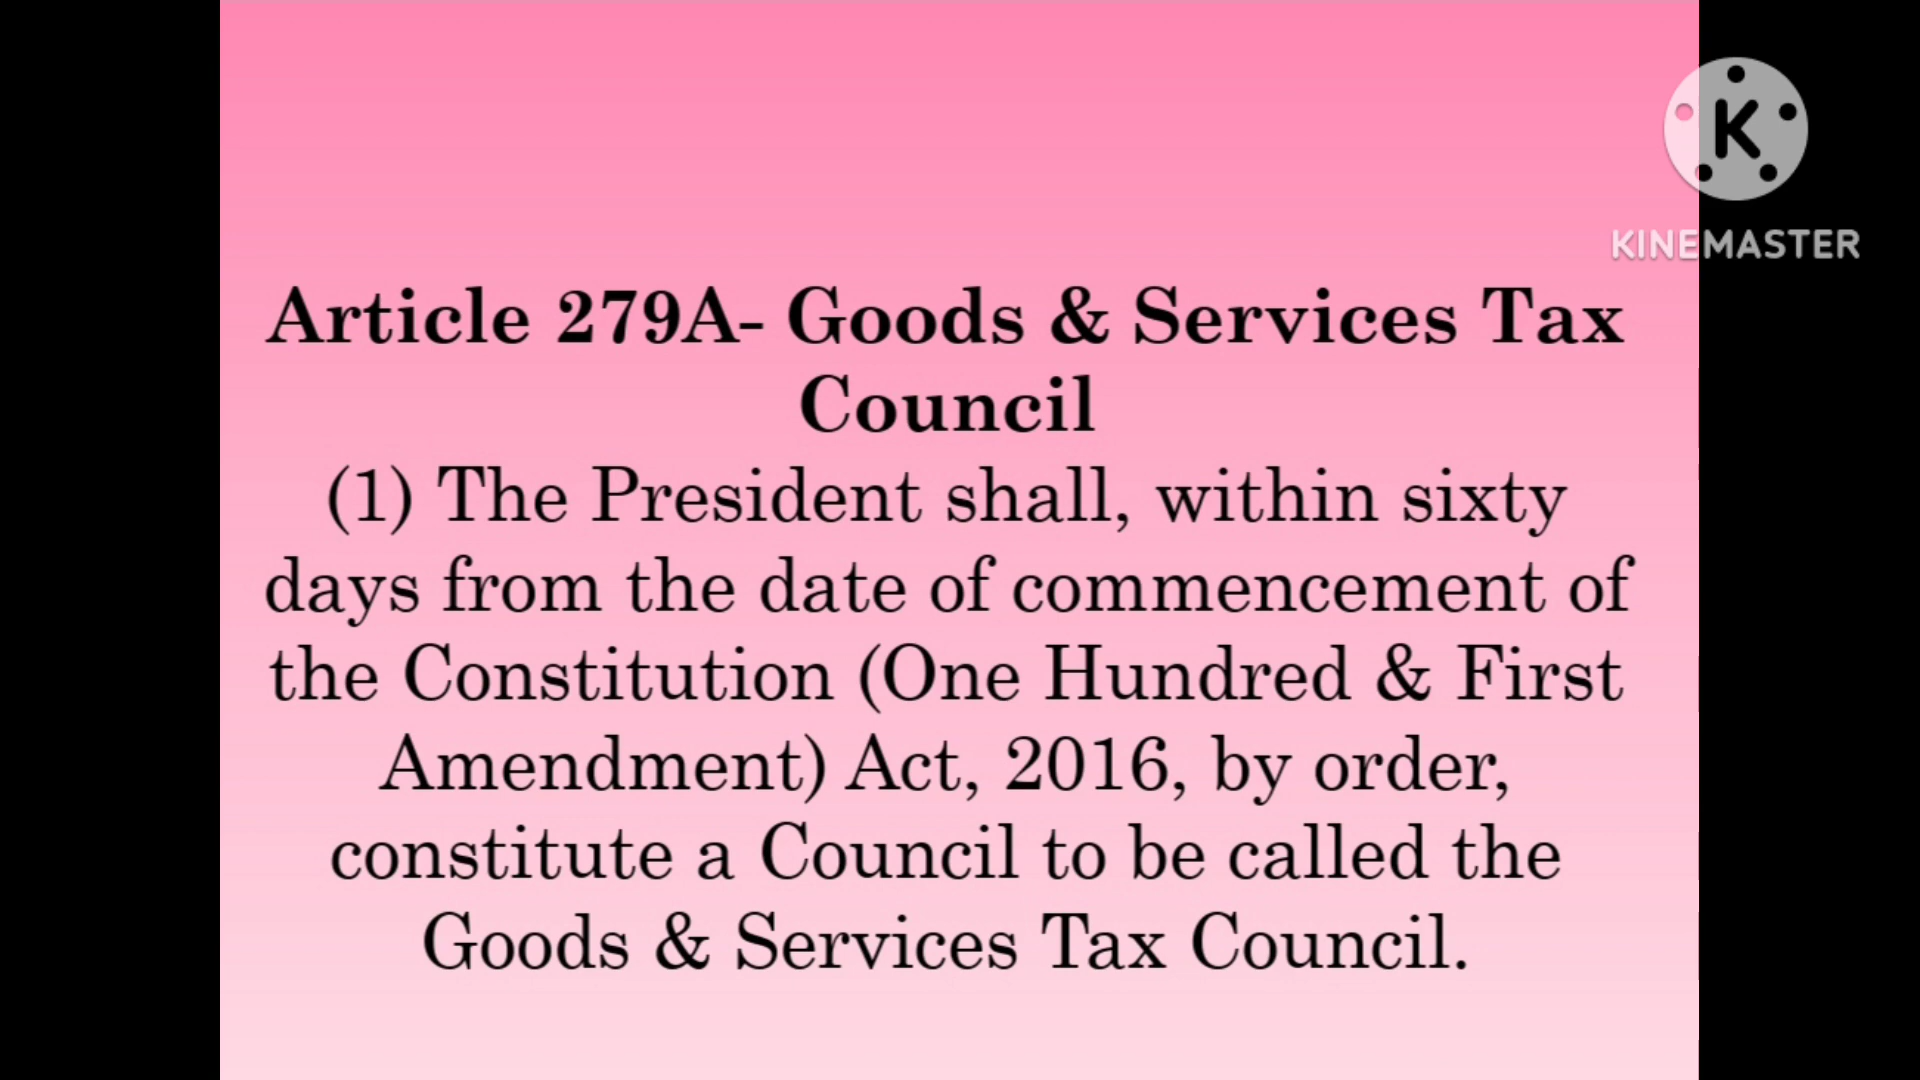 K
KINEMASTER
Article 279A- Goods & Services Tax
Council
(1) The President shall, within sixty
days from the date of commencement of
the Constitution (One Hundred & First
Amendment) Act, 2016, by order,
constitute a Council to be called the
Goods & Services Tax Council.